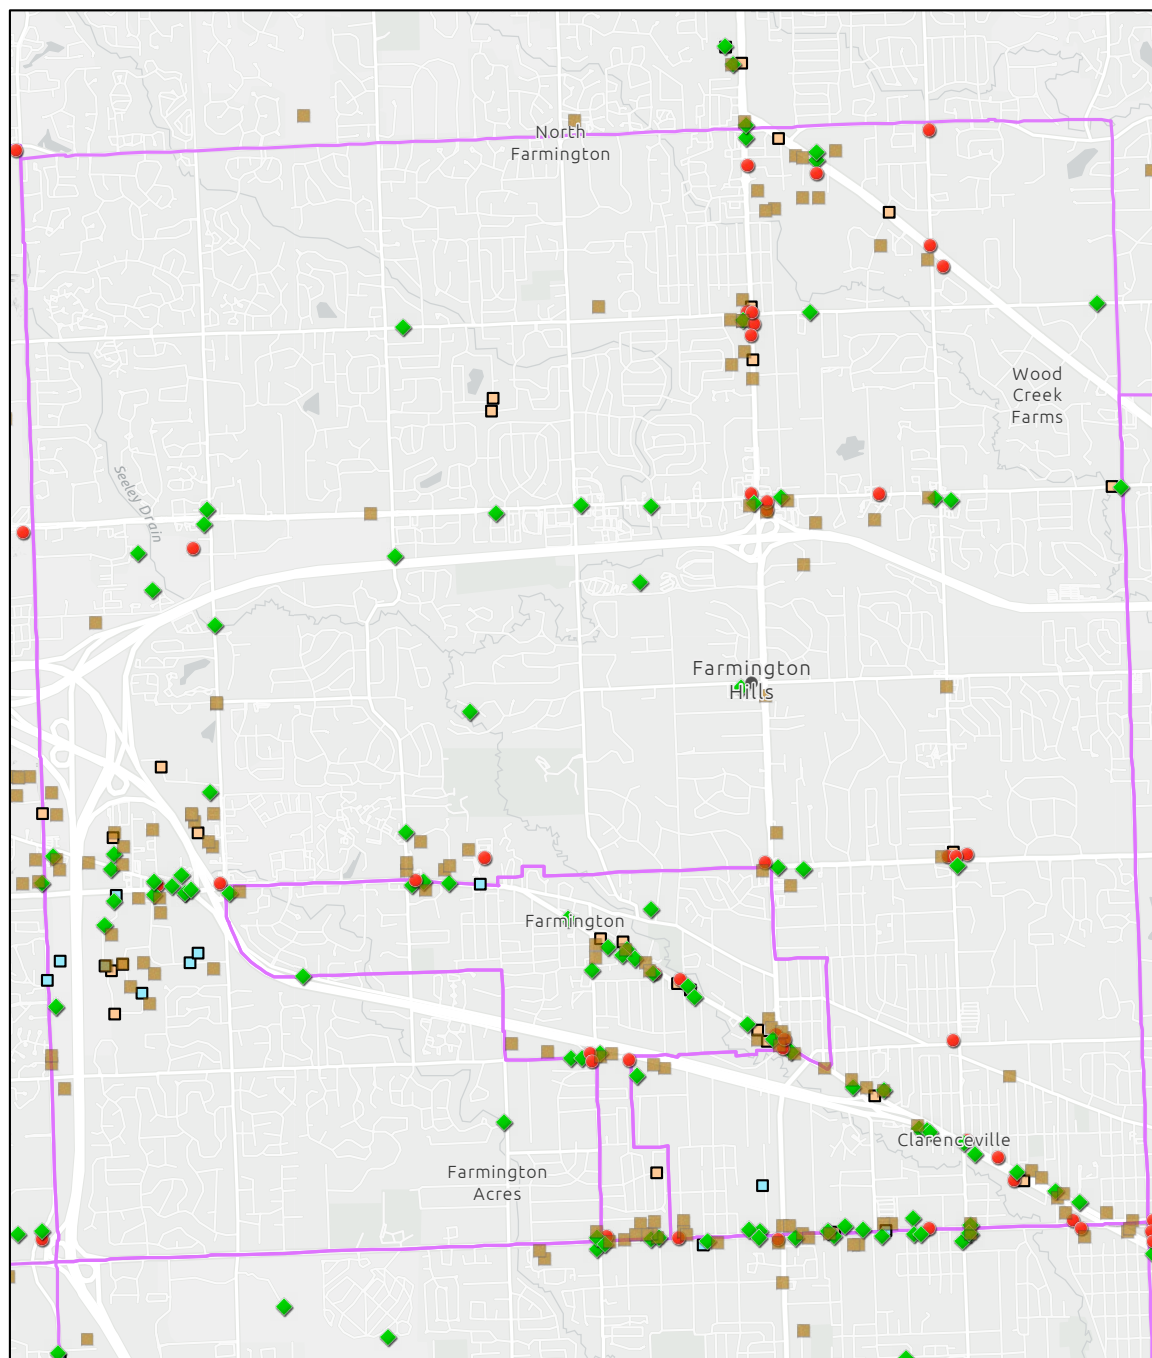 North
Farmington
Wood
Creek
Farms
Seeley Drain
Farmington
Hills
Farmington
Clarenceville
Farmington
Acres